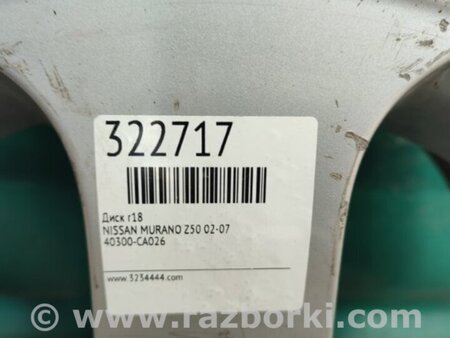 322717
Диск r18
NISSAN MURANO Z50 02-07
40300-CA026
www.3234444.com
© www.razborki.com